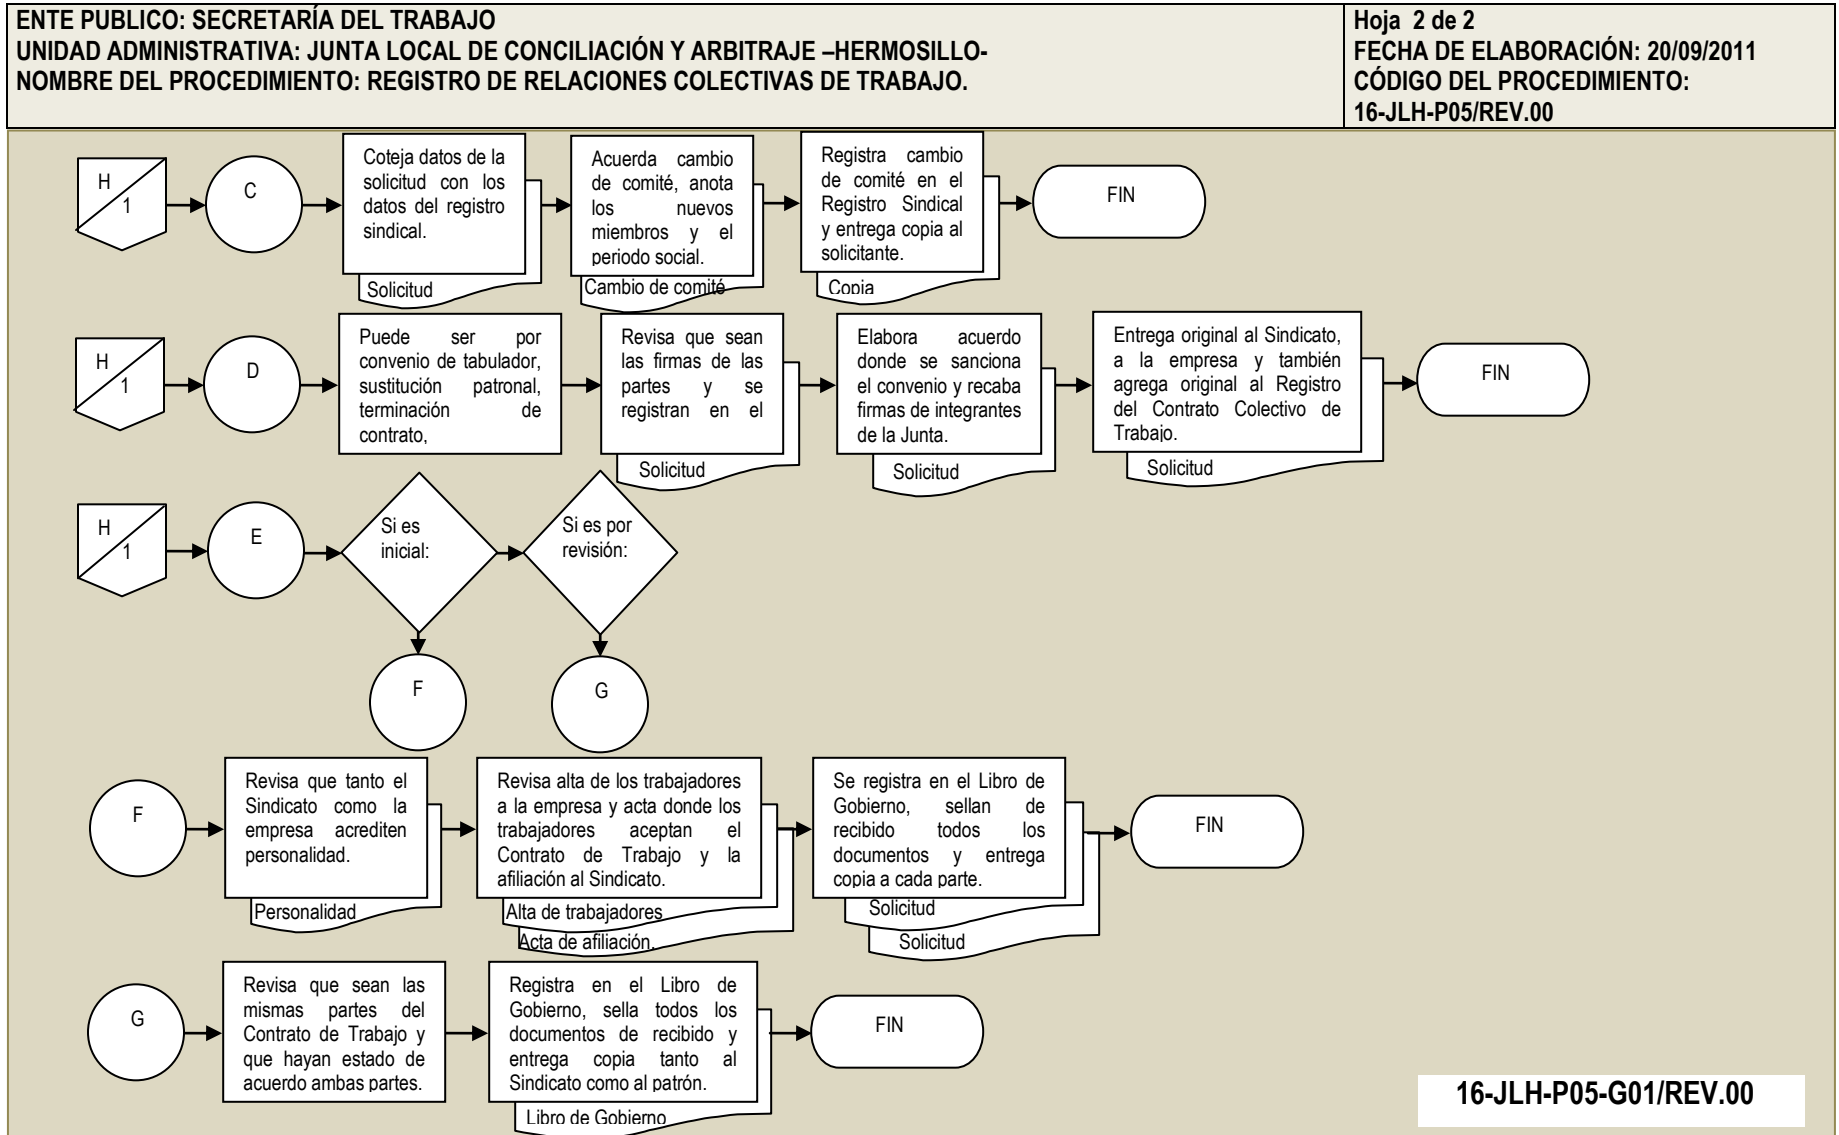 ENTE PUBLICO: SECRETARÍA DEL TRABAJO
UNIDAD ADMINISTRATIVA: JUNTA LOCAL DE CONCILIACIÓN Y ARBITRAJE –HERMOSILLO-
NOMBRE DEL PROCEDIMIENTO: REGISTRO DE RELACIONES COLECTIVAS DE TRABAJO.
Hoja 2 de 2
FECHA DE ELABORACIÓN: 20/09/2011
CÓDIGO DEL PROCEDIMIENTO:
16-JLH-P05/REV.00
H
1
C
Coteja datos de la
solicitud con los
datos del registro
sindical.
Solicitud
Acuerda cambio
de comité, anota
los nuevos
miembros y el
periodo social.
Cambio de comité
Registra cambio
de comité en el
Registro Sindical
y entrega copia al
solicitante.
Copia
FIN
H
1
D
Puede ser por
convenio de tabulador,
sustitución patronal,
terminación de
contrato,
Revisa que sean
las firmas de las
partes y se
registran en el
Solicitud
Elabora acuerdo
donde se sanciona
el convenio y recaba
firmas de integrantes
de la Junta.
Solicitud
Entrega original al Sindicato,
a la empresa y también
agrega original al Registro
del Contrato Colectivo de
Trabajo.
Solicitud
FIN
H
1
E
Si es
inicial:
Si es por
revisión:
F
G
F
Revisa que tanto el
Sindicato como la
empresa acrediten
personalidad.
Personalidad
Revisa alta de los trabajadores
a la empresa y acta donde los
trabajadores aceptan el
Contrato de Trabajo y la
afiliación al Sindicato.
Alta de trabajadores
Acta de afiliación.
Se registra en el Libro de
Gobierno, sellan de
recibido todos los
documentos y entrega
copia a cada parte.
Solicitud
Solicitud
FIN
G
Revisa que sean las
mismas partes del
Contrato de Trabajo y
que hayan estado de
acuerdo ambas partes.
Registra en el Libro de
Gobierno, sella todos los
documentos de recibido y
entrega copia tanto al
Sindicato como al patrón.
Libro de Gobierno
FIN
16-JLH-P05-G01/REV.00